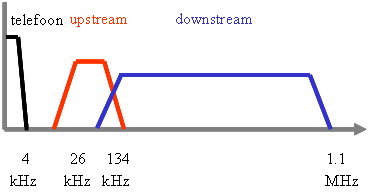 telefoon upstream downstream
4 26 134 1.1
kHz kHz kHz MHz